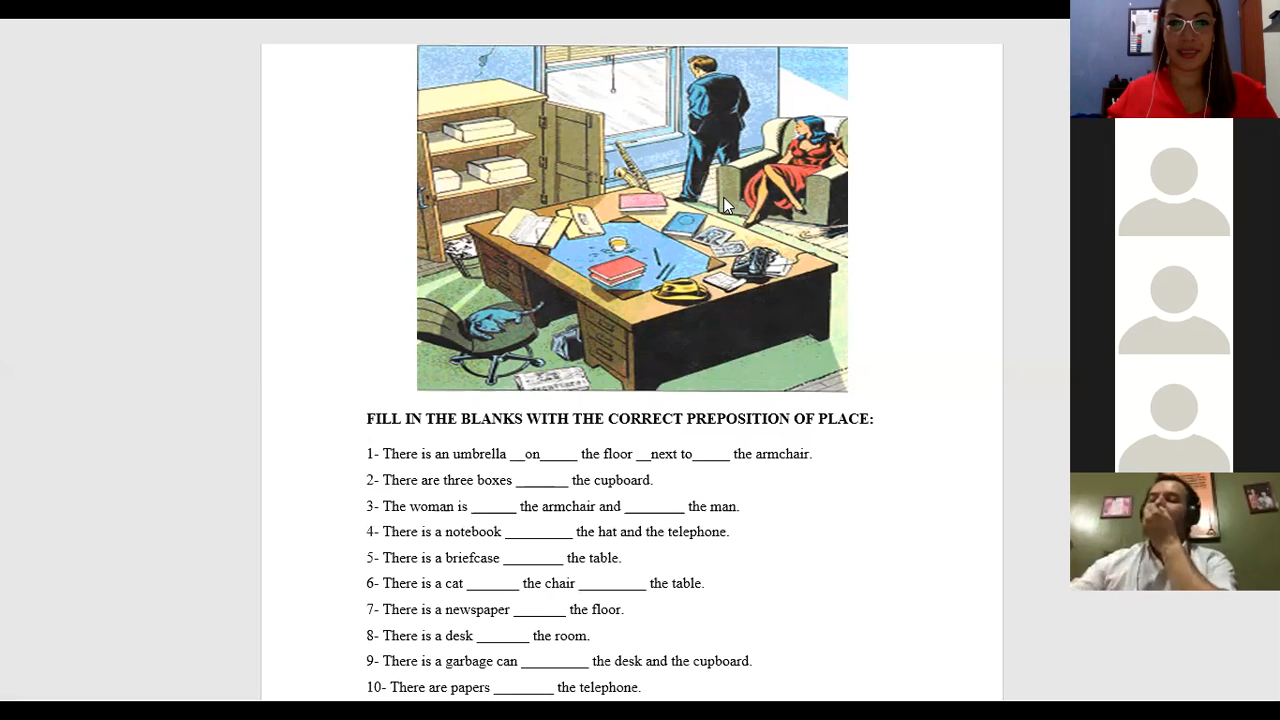 FILL IN THE BLANKS WITH THE CORRECT PREPOSITION OF PLACE:
1- There is an umbrella __on_____ the floor __next to_____ the armchair.
2- There are three boxes _______ the cupboard.
3- The woman is ______ the armchair and ________ the man.
4- There is a notebook _________ the hat and the telephone.
5- There is a briefcase ________ the table.
6- There is a cat _______ the chair _________ the table.
7- There is a newspaper _______ the floor.
8- There is a desk _______ the room.
9- There is a garbage can _________ the desk and the cupboard.
10- There are papers ________ the telephone.